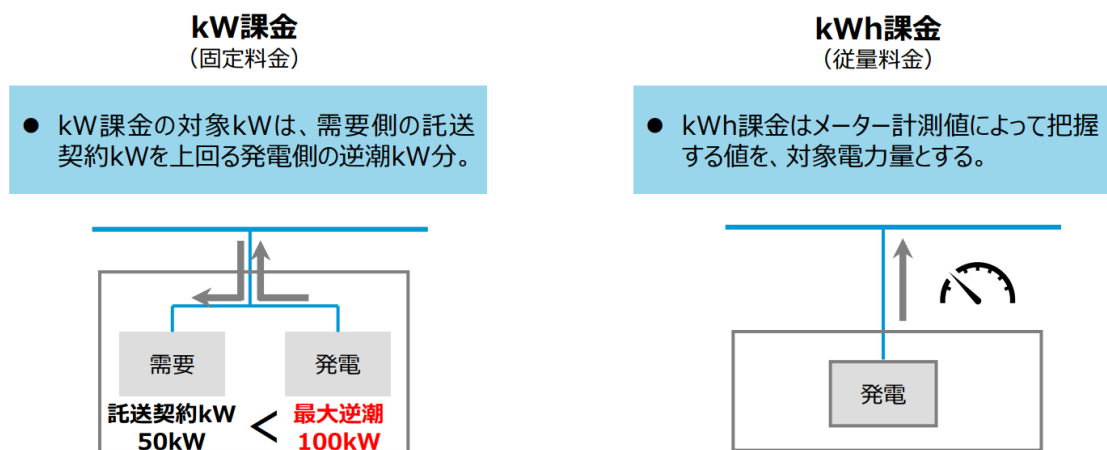 kW課金
（固定料金）
● kW課金の対象kWは、需要側の託送
契約kWを上回る発電側の逆潮kW分。
需要
発電
託送契約kW
50kW
<
最大逆潮
100kW
kWh課金
（従量料金）
● kWh課金はメーター計測値によって把握
する値を、対象電力量とする。
発電